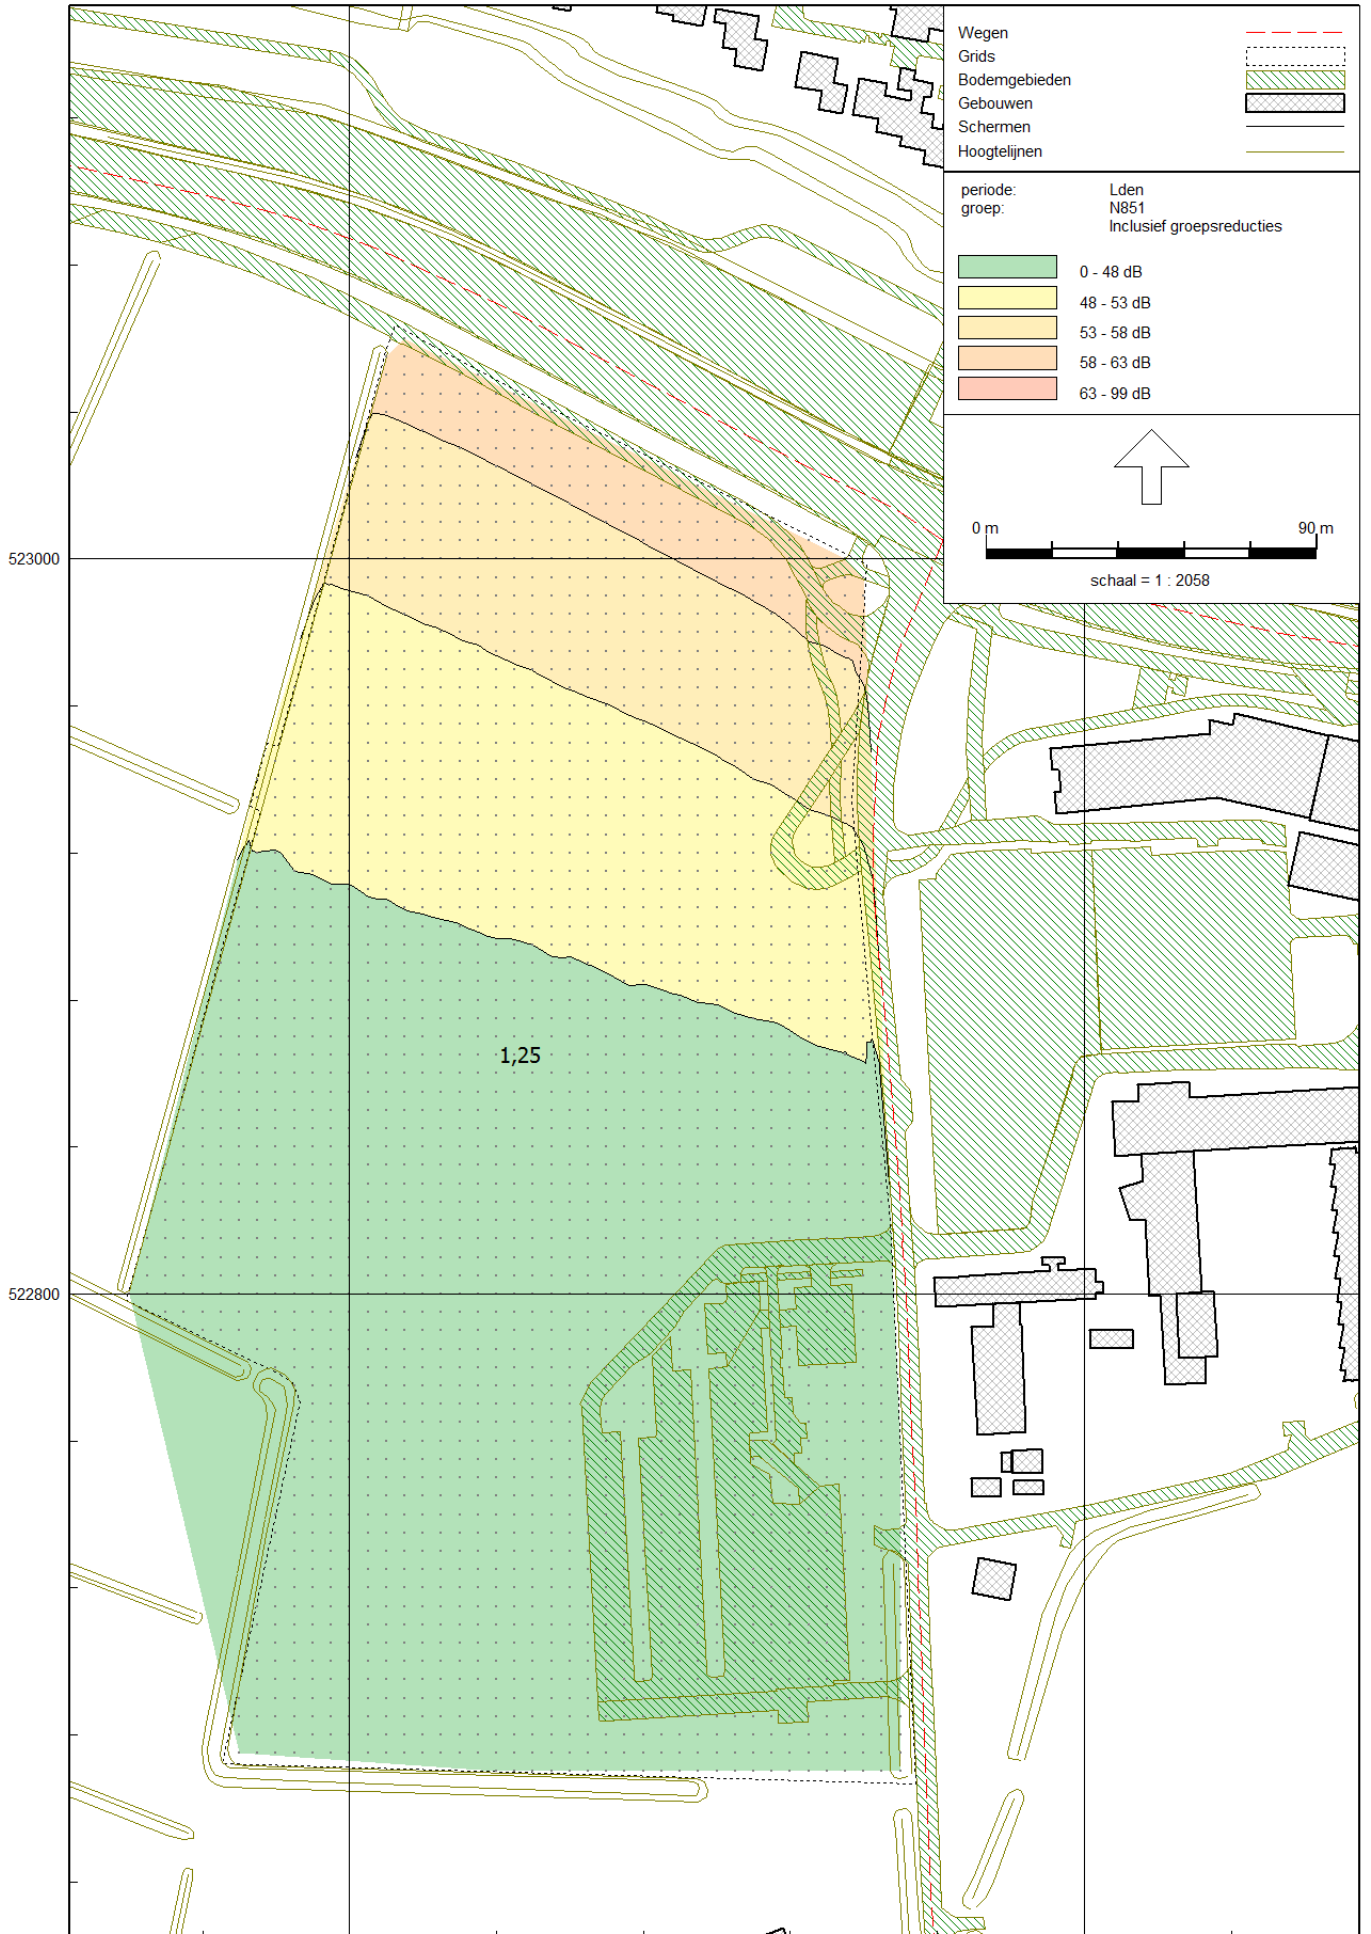 Wegen
Grids
Bodemgebieden
Gebouwen
Schermen
Hoogtelijnen
periode: Lden
groep: N851
Inclusief groepsreducties
0 - 48 dB
48 - 53 dB
53 - 58 dB
58 - 63 dB
63 - 99 dB
0 m 90 m
schaal = 1 : 2058
523000
1,25
522800